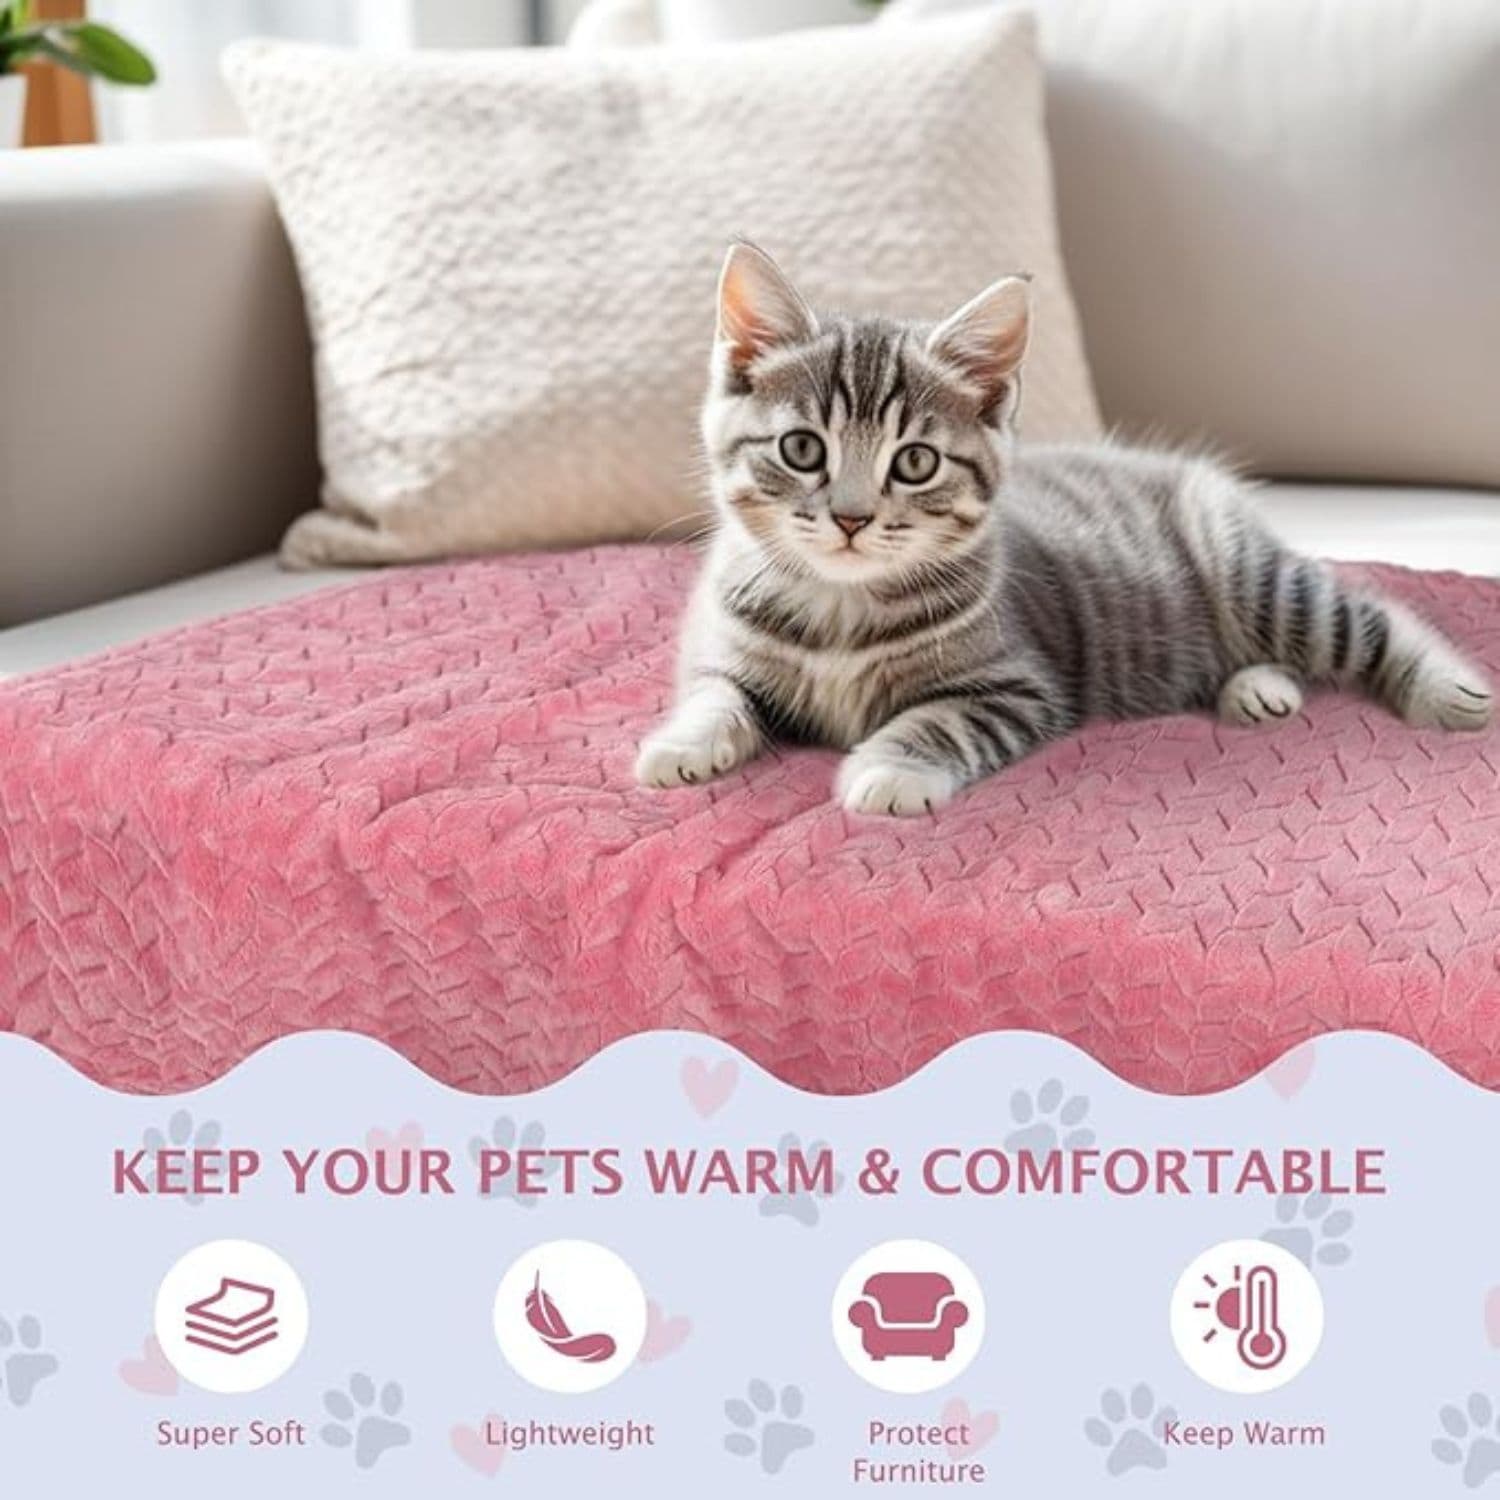 KEEP YOUR PETS WARM & COMFORTABLE
Super Soft
Lightweight
Protect
Furniture
Keep Warm